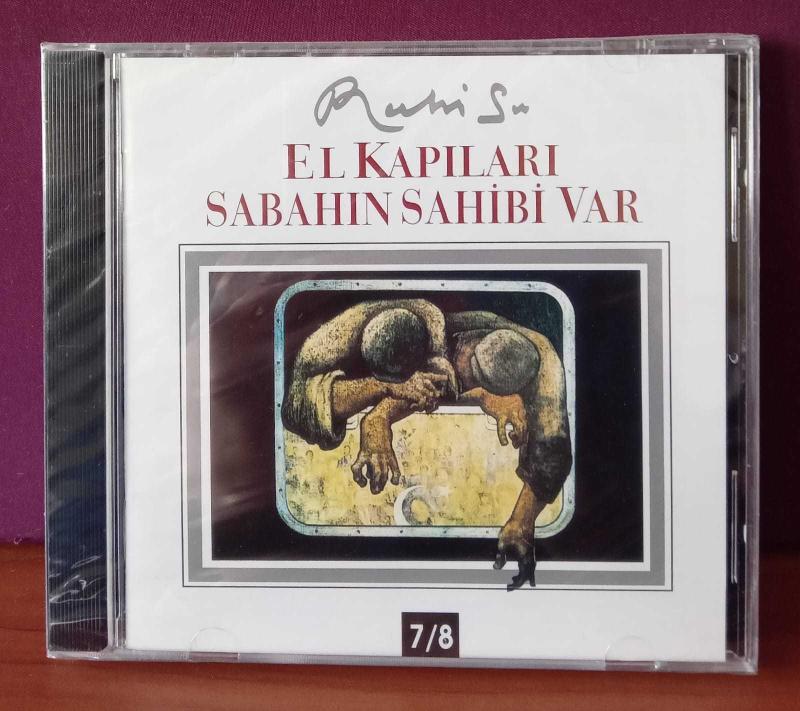 Ruhi Su
EL KAPILARI
SABAHIN SAHİBİ VAR
7/8